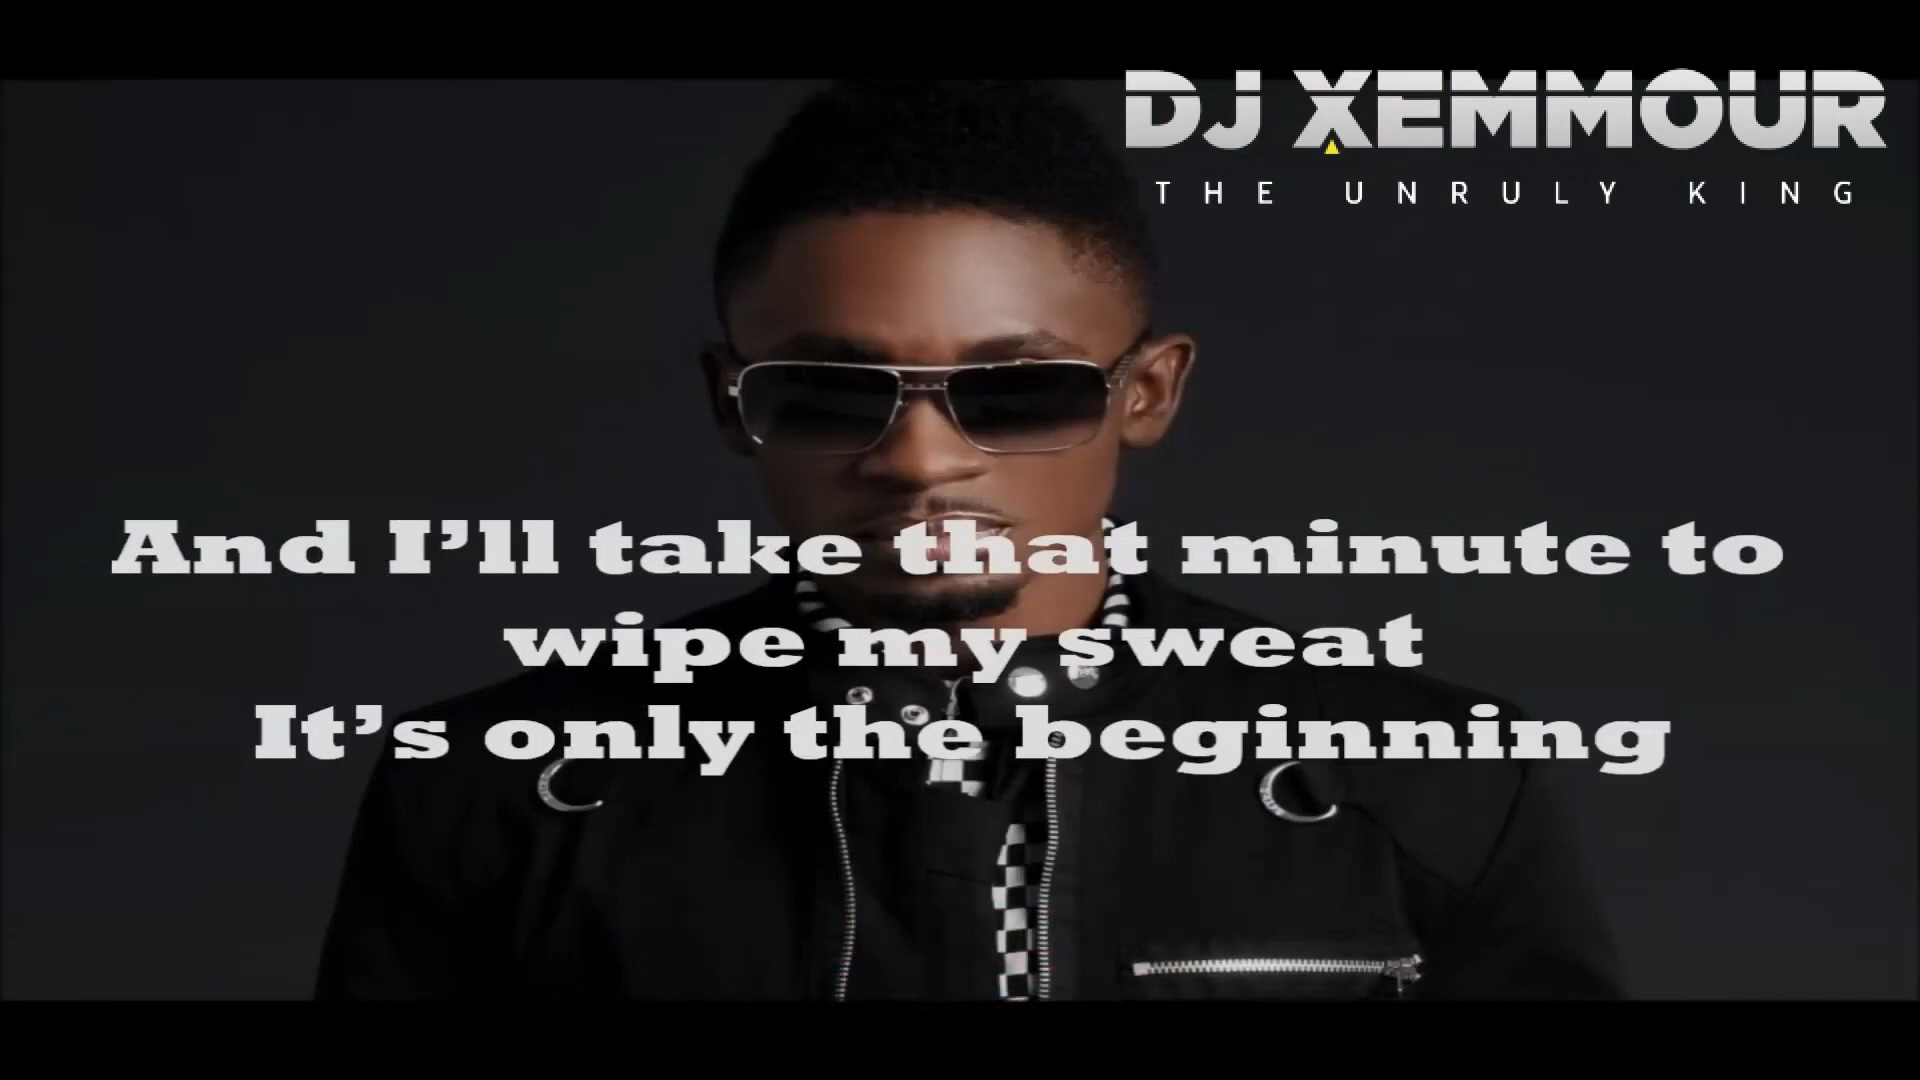 DJ XEMMOUR
THE UNRULY KING
And I’ll take that minute to
wipe my sweat
It’s only the beginning